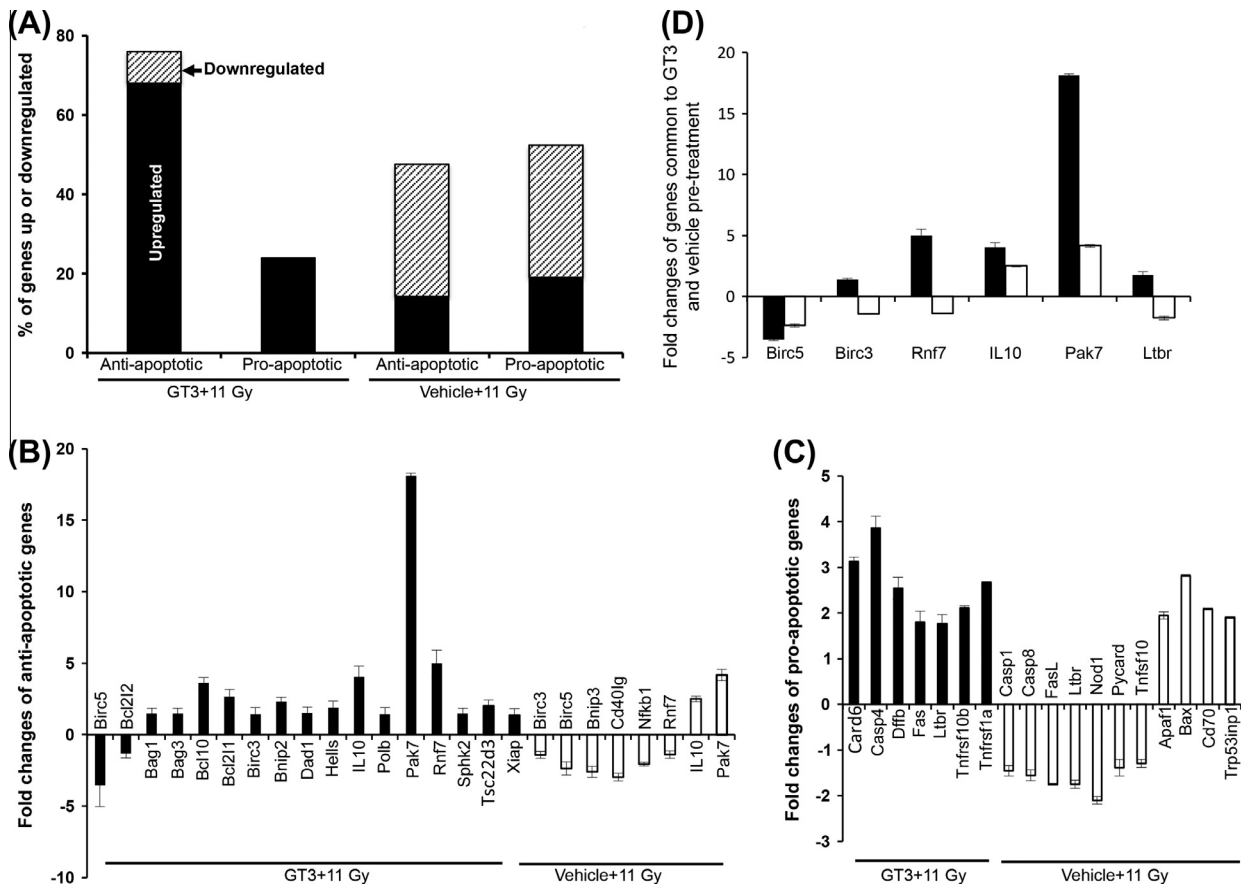 (A)
% of genes up or downregulated
80
60
40
20
0
Downregulated
Upregulated
Anti-apoptotic Pro-apoptotic Anti-apoptotic Pro-apoptotic
GT3+11 Gy Vehicle+11 Gy
(D)
Fold changes of genes common to GT3
and vehicle pre-treatment
20
15
10
5
0
-5
Birc5 Birc3 Rnf7 IL10 Pak7 Ltbr
(B)
Fold changes of anti-apoptotic genes
20
15
10
5
0
-5
-10
Birc5
Bcl2l2
Bag1
Bag3
Bcl10
Bcl2l1
Birc3
Bnip2
Dad1
Hells
IL10
Polb
Pak7
Rnf7
Sphk2
Tsc22d3
Xiap
Birc3
Birc5
Bnip3
Cd40lg
Nfkb1
Rnf7
IL10
Pak7
GT3+11 Gy Vehicle+11 Gy
(C)
Fold changes of pro-apoptotic genes
5
4
3
2
1
0
-1
-2
-3
Card6
Casp4
Dffb
Fas
Ltbr
Tnfrsf10b
Tnfrsf1a
Casp1
Casp8
FasL
Ltbr
Nod1
Pycard
Tnfsf10
Apaf1
Bax
Cd70
Trp53inp1
GT3+11 Gy Vehicle+11 Gy